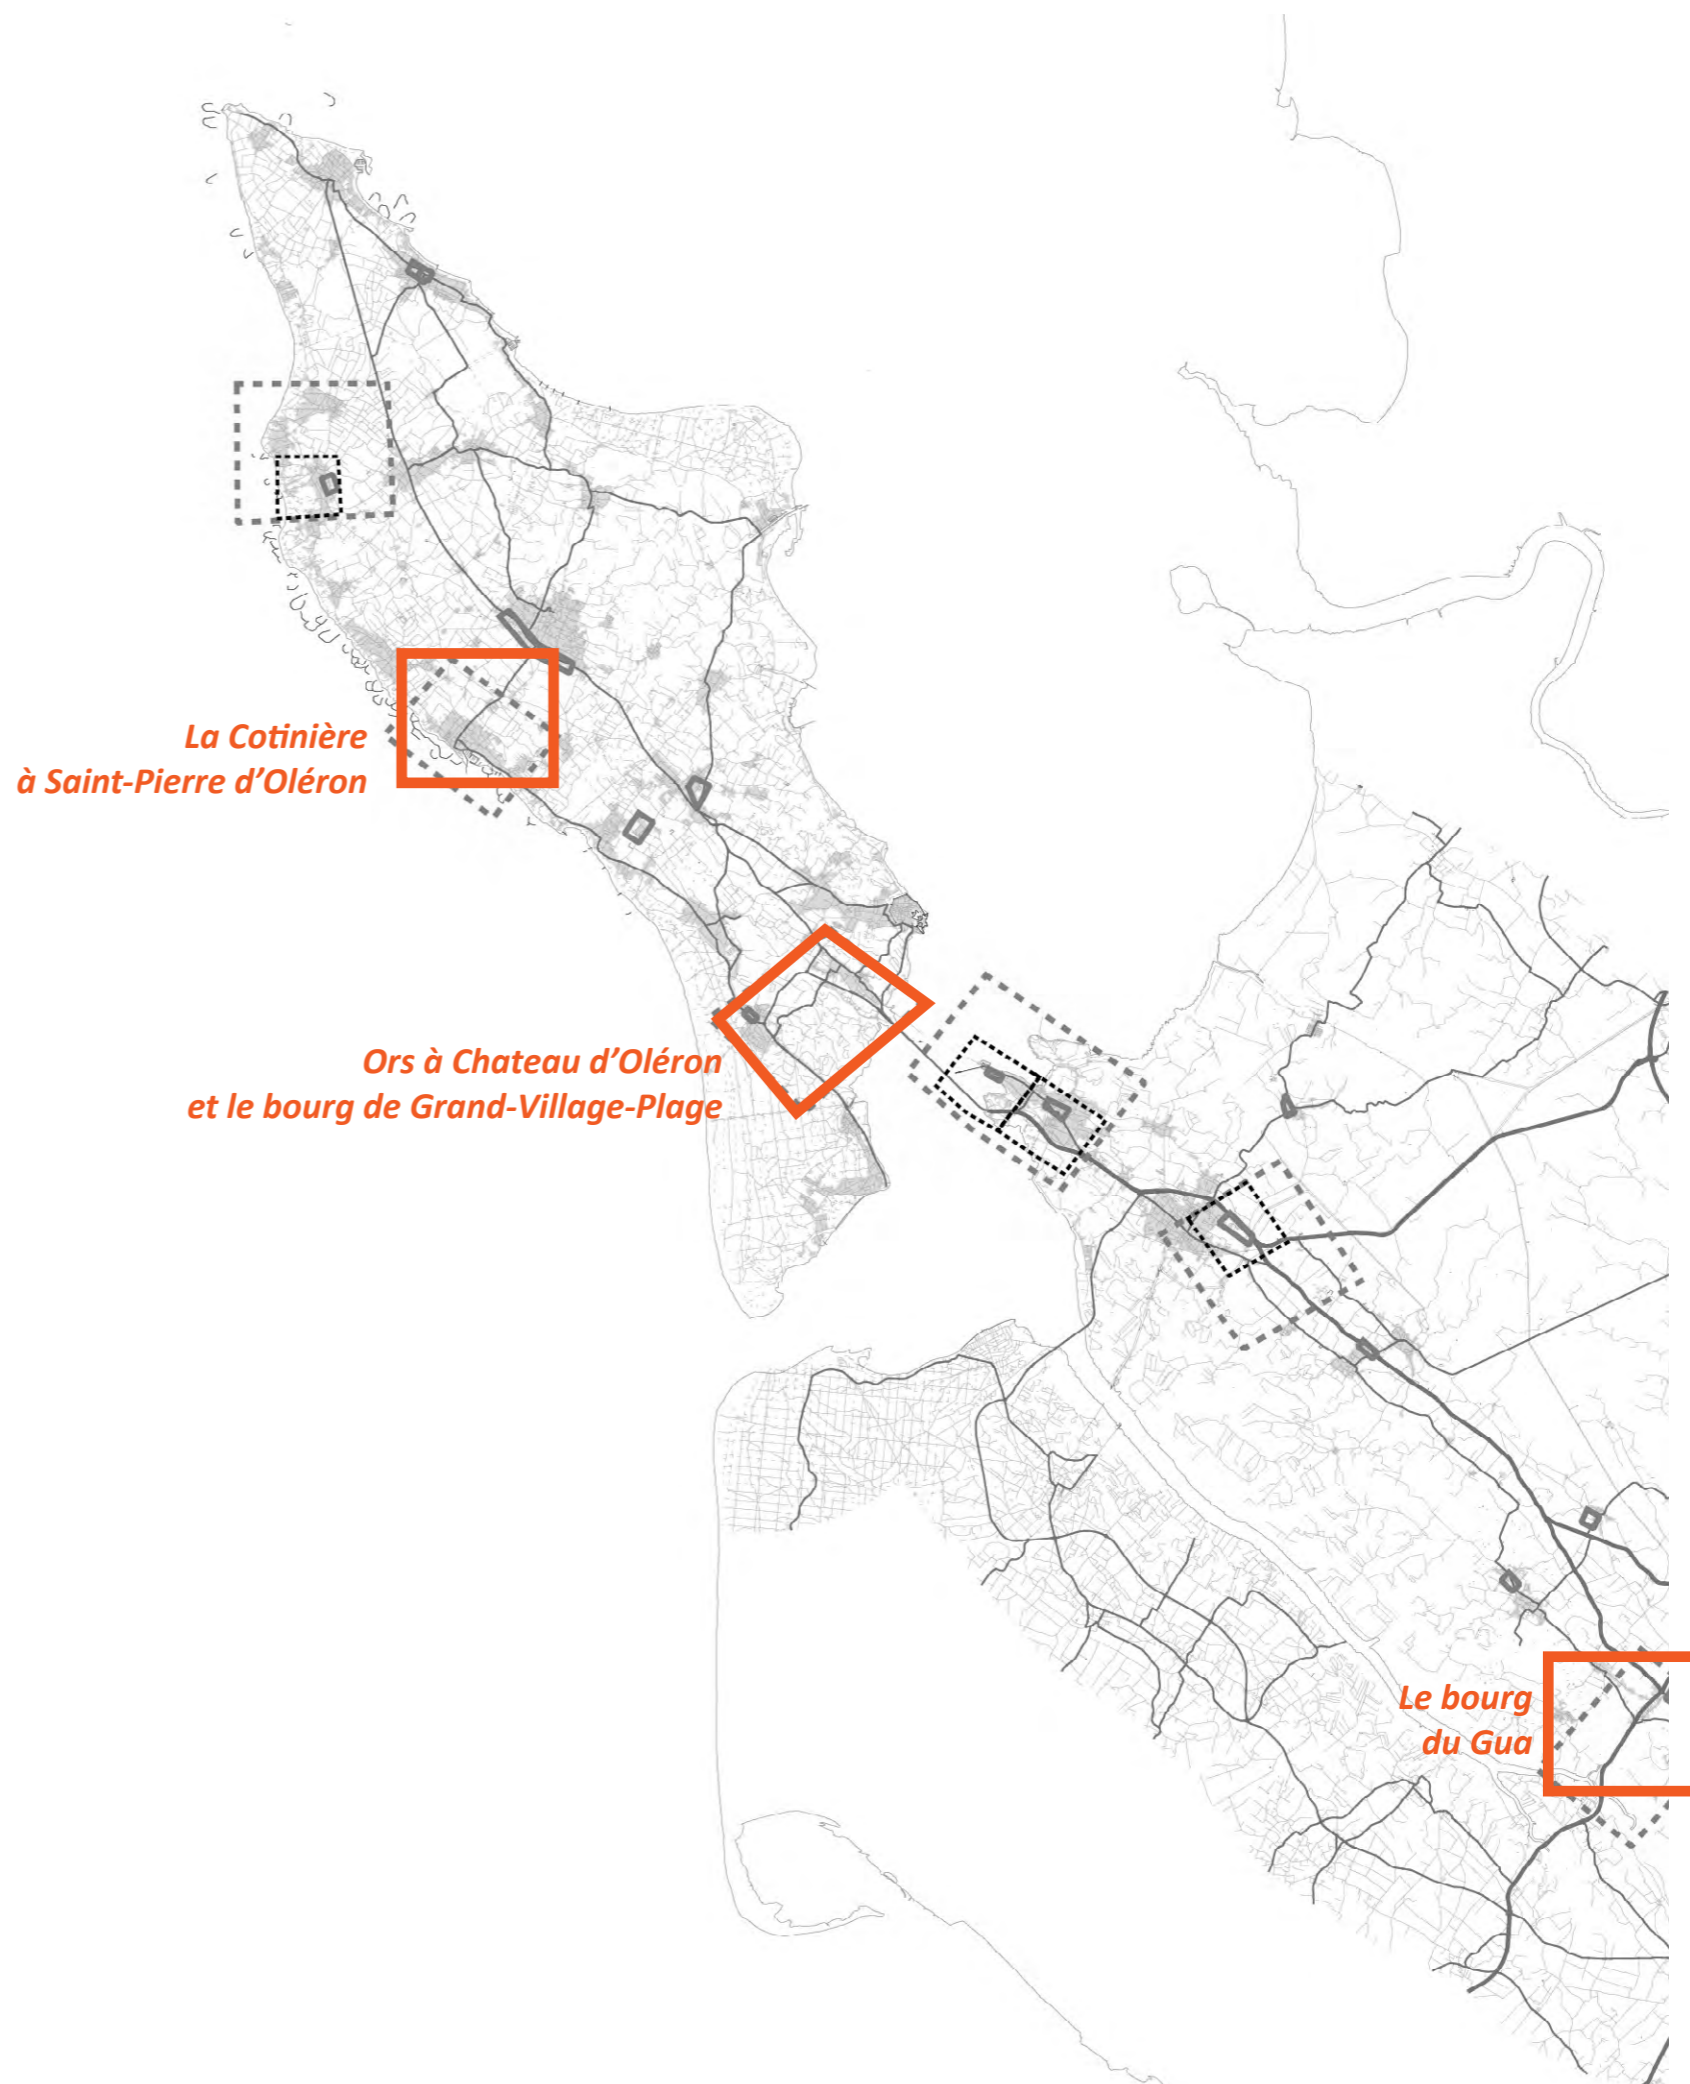 La Cotinière
à Saint-Pierre d’Oléron
Ors à Chateau d’Oléron
et le bourg de Grand-Village-Plage
Le bourg
du Gua